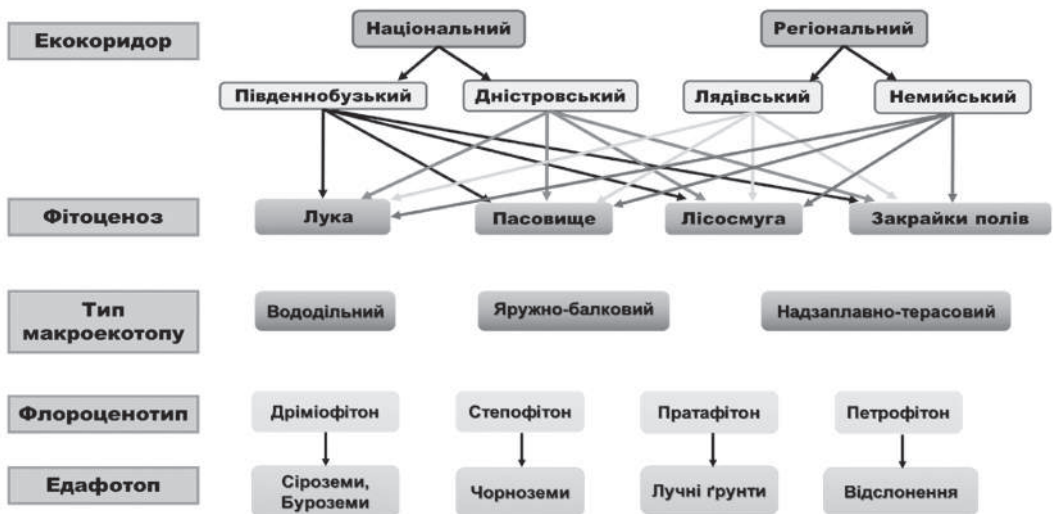 Національний
Регіональний
Екокоридор
Південнобузький
Дністровський
Лядівський
Немийський
Фітоценоз
Лука
Пасовище
Лісосмуга
Закрайки полів
Тип
макроекотопу
Вододільний
Яружно-балковий
Надзаплавно-терасовий
Флороценотип
Дріміофітон
Степофітон
Пратафітон
Петрофітон
Едафотоп
Сіроземи,
Буроземи
Чорноземи
Лучні ґрунти
Відслонення